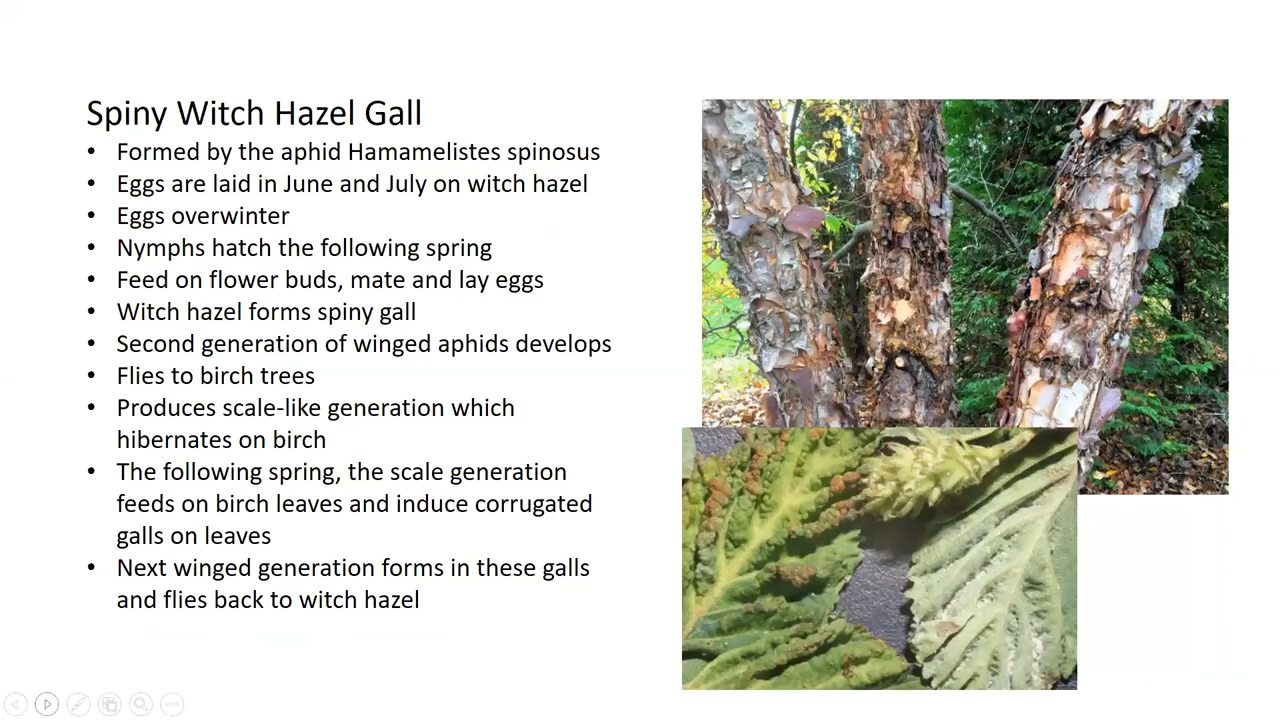 Spiny Witch Hazel Gall
• Formed by the aphid Hamamelistes spinosus
• Eggs are laid in June and July on witch hazel
• Eggs overwinter
• Nymphs hatch the following spring
• Feed on flower buds, mate and lay eggs
• Witch hazel forms spiny gall
• Second generation of winged aphids develops
• Flies to birch trees
• Produces scale-like generation which
hibernates on birch
• The following spring, the scale generation
feeds on birch leaves and induce corrugated
galls on leaves
• Next winged generation forms in these galls
and flies back to witch hazel